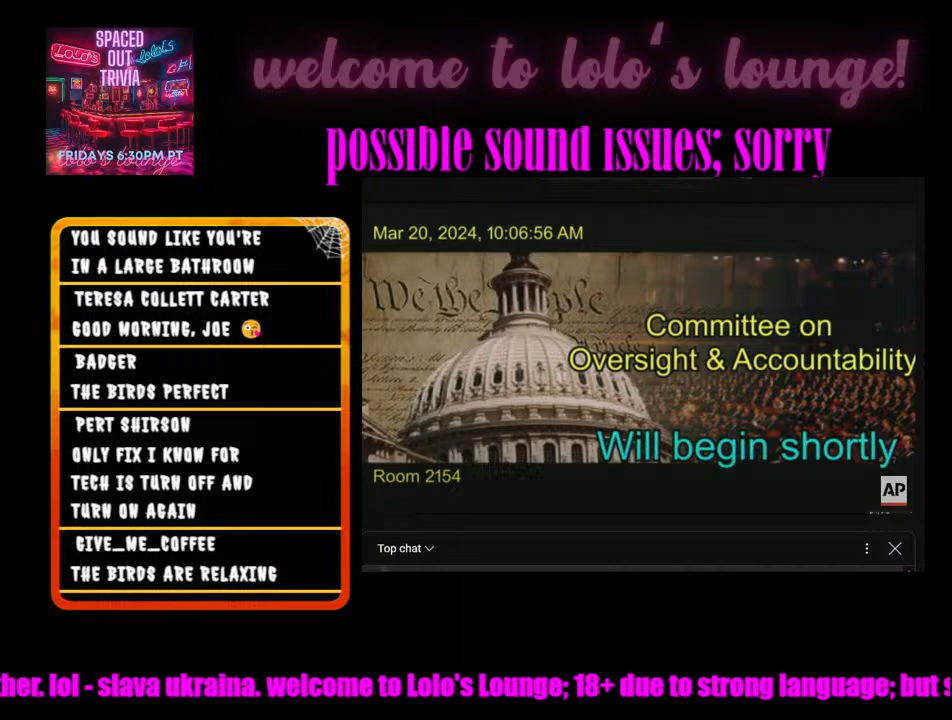 SPACED
OUT
TRIVIA
LOLO'S
LOLO'S
FRIDAYS 6:30PM PT
lolo's lounge
welcome to lolo's lounge!
possible sound issues; sorry
YOU SOUND LIKE YOU'RE
IN A LARGE BATHROOM
TERESA COLLETT CARTER
GOOD MORNING, JOE 😘
BADGER
THE BIRDS PERFECT
PERT SHIRSON
ONLY FIX I KNOW FOR
TECH IS TURN OFF AND
TURN ON AGAIN
GIVE_ME_COFFEE
THE BIRDS ARE RELAXING
Mar 20, 2024, 10:06:56 AM
We the People
Article
Committee on
Oversight & Accountability
Will begin shortly
Room 2154
AP
Top chat
ther. lol - slava ukraina. welcome to Lolo's Lounge; 18+ due to strong language; but s